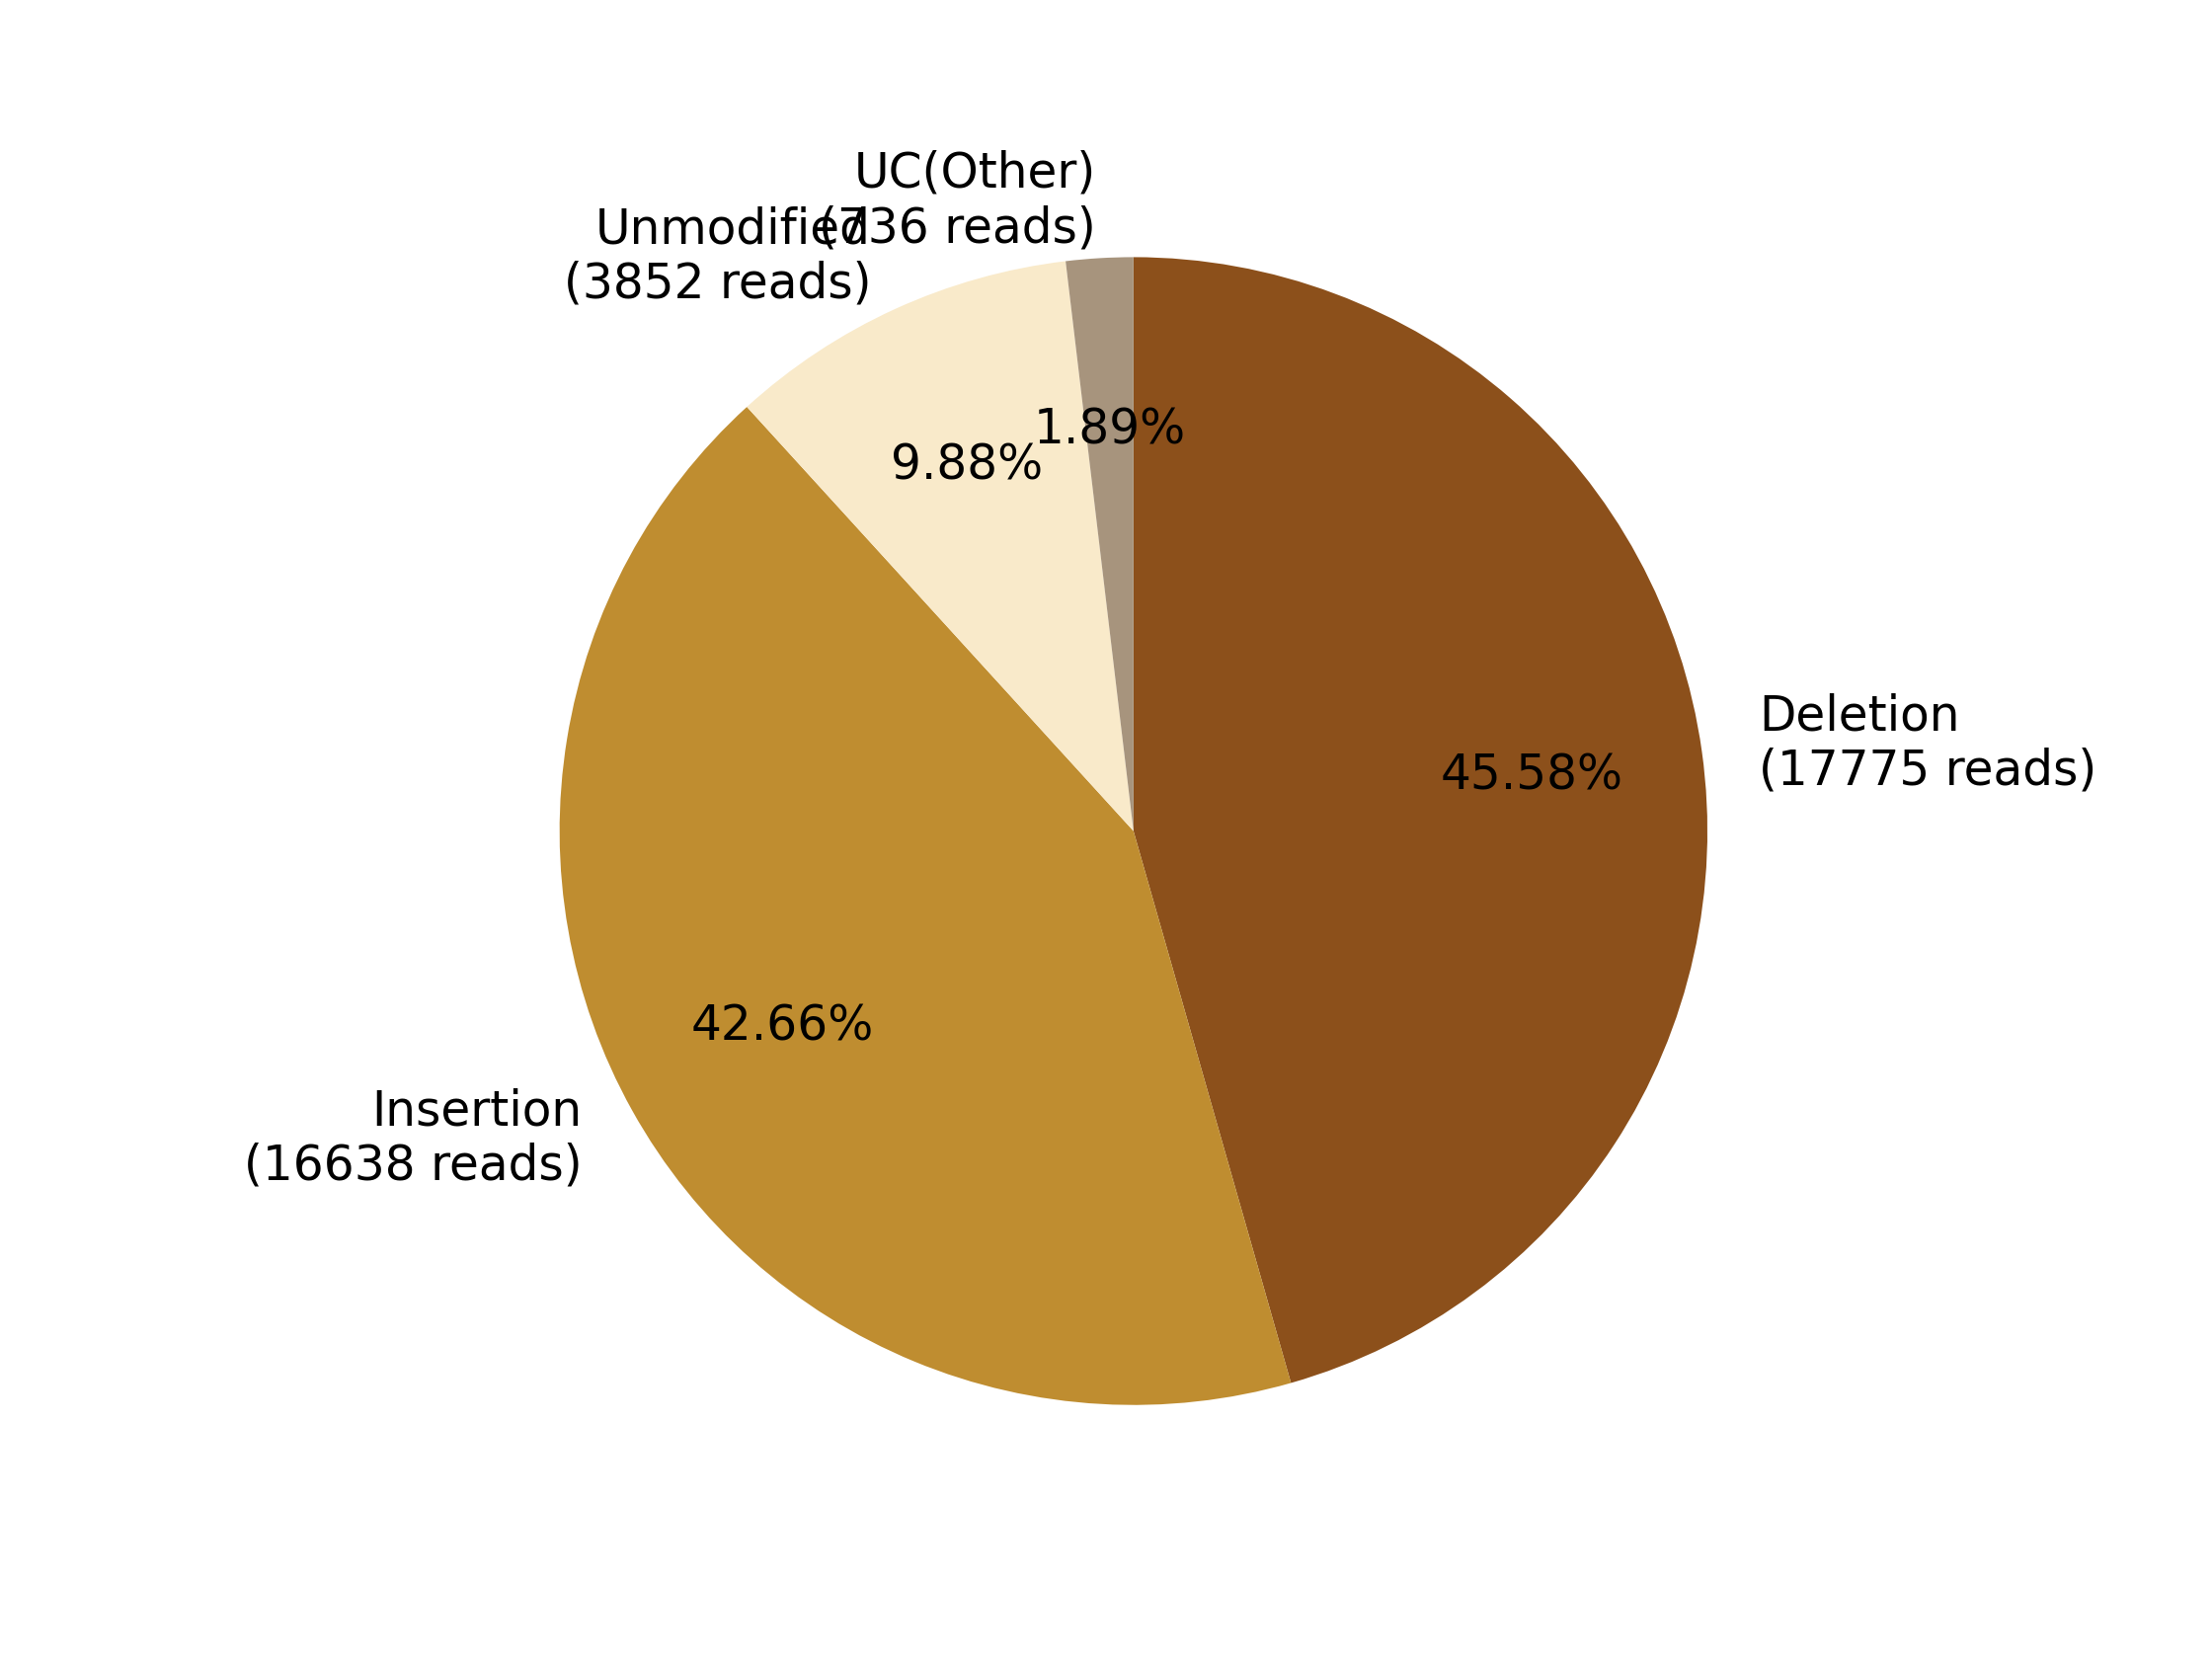 UC(Other)
(736 reads)
Unmodified
(3852 reads)
1.89%
9.88%
Deletion
(17775 reads)
45.58%
42.66%
Insertion
(16638 reads)